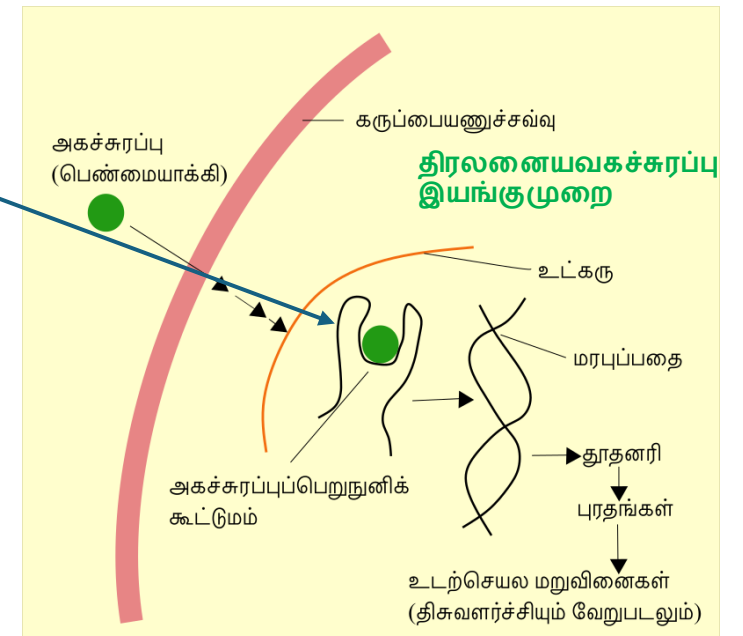 கருப்பையணுச்சவ்வு
அகச்சுரப்பு
(பெண்மையாக்கி)
திரலனையவகச்சுரப்பு
இயங்குமுறை
உட்கரு
மரபுப்பதை
தூதனரி
அகச்சுரப்புப்பெறுநுனிக்
கூட்டுமம்
புரதங்கள்
உடற்செயல மறுவினைகள்
(திசுவளர்ச்சியும் வேறுபடலும்)